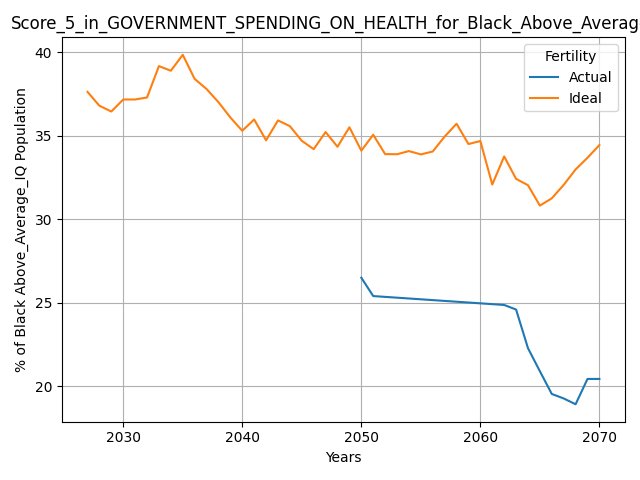 Score_5_in_GOVERNMENT_SPENDING_ON_HEALTH_for_Black_Above_Averag
% of Black Above_Average_IQ Population
40
35
30
25
20
Fertility
Actual
Ideal
2030
2040
2050
2060
2070
Years